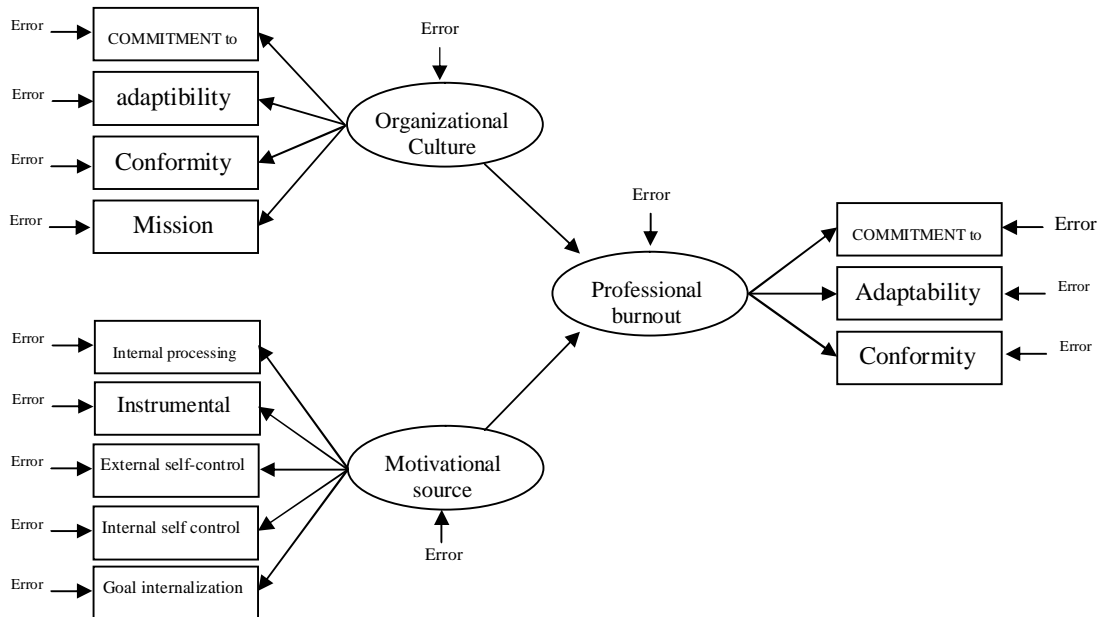 Error
COMMITMENT to
Error
adaptibility
Error
Conformity
Error
Mission
Error
Organizational
Culture
Error
Internal processing
Error
Instrumental
Error
External self-control
Error
Internal self control
Error
Goal internalization
Motivational
source
Error
Error
Professional
burnout
COMMITMENT to
Error
Adaptability
Error
Conformity
Error